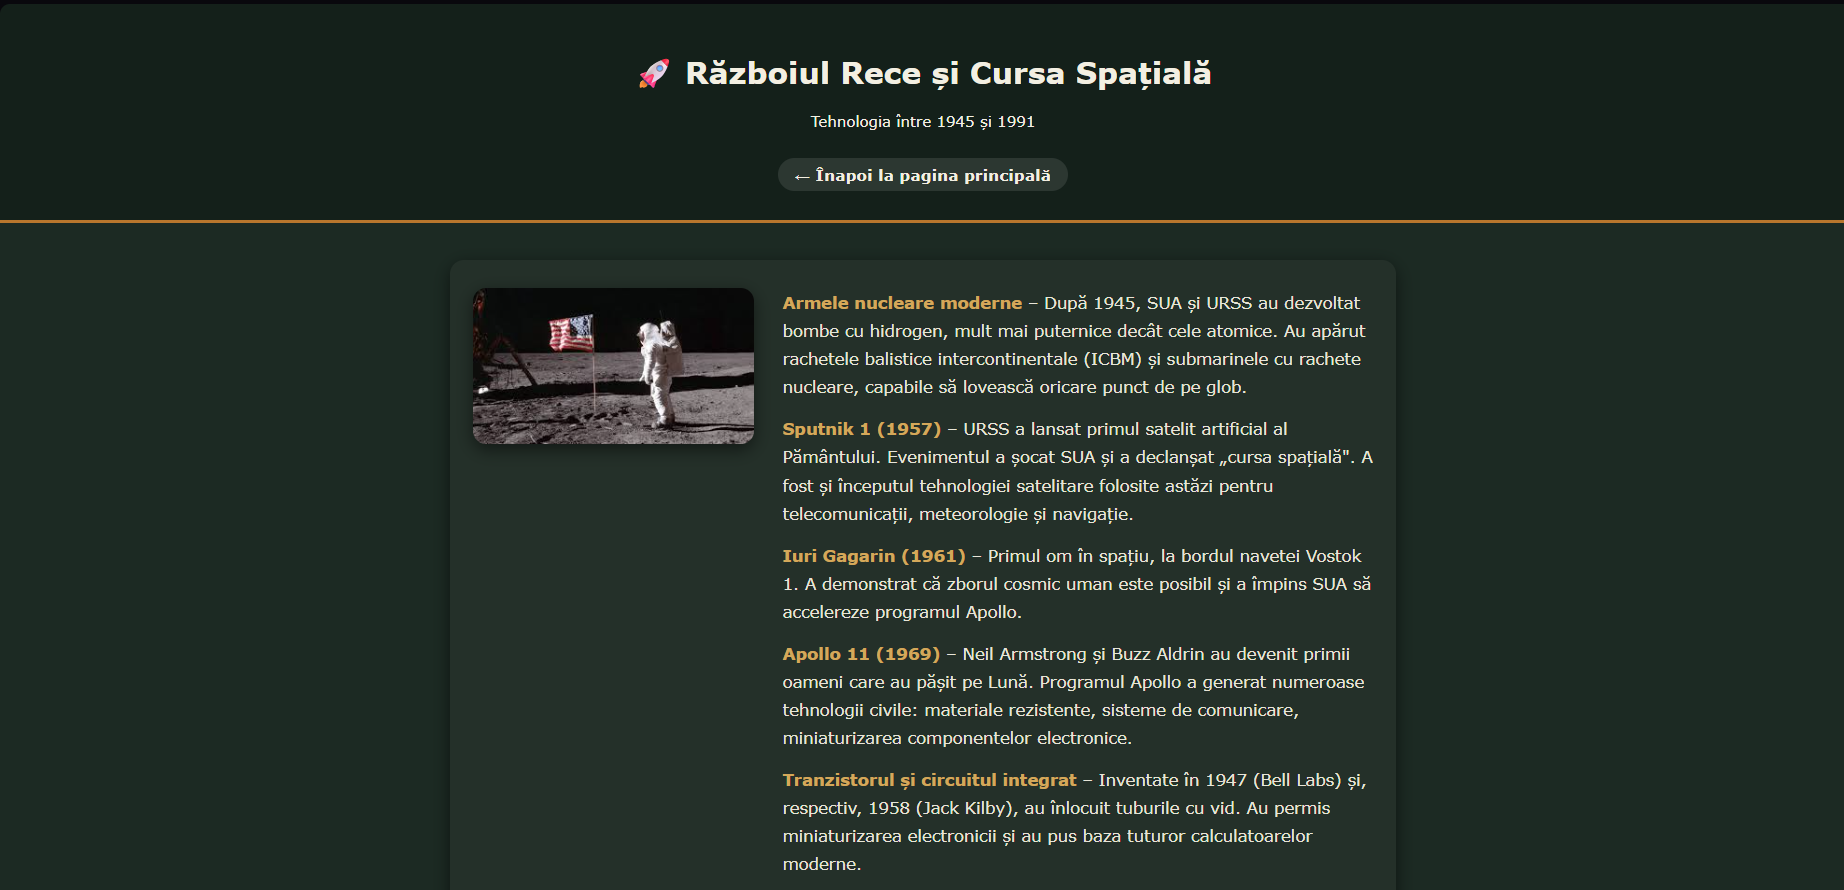 🚀 Războiul Rece și Cursa Spațială
Tehnologia între 1945 și 1991
← Înapoi la pagina principală
Armele nucleare moderne – După 1945, SUA și URSS au dezvoltat
bombe cu hidrogen, mult mai puternice decât cele atomice. Au apărut
rachetele balistice intercontinentale (ICBM) și submarinele cu rachete
nucleare, capabile să lovească oricare punct de pe glob.
Sputnik 1 (1957) – URSS a lansat primul satelit artificial al
Pământului. Evenimentul a șocat SUA și a declanșat „cursa spațială". A
fost și începutul tehnologiei satelitare folosite astăzi pentru
telecomunicații, meteorologie și navigație.
Iuri Gagarin (1961) – Primul om în spațiu, la bordul navetei Vostok
1. A demonstrat că zborul cosmic uman este posibil și a împins SUA să
accelereze programul Apollo.
Apollo 11 (1969) – Neil Armstrong și Buzz Aldrin au devenit primii
oameni care au pășit pe Lună. Programul Apollo a generat numeroase
tehnologii civile: materiale rezistente, sisteme de comunicare,
miniaturizarea componentelor electronice.
Tranzistorul și circuitul integrat – Inventate în 1947 (Bell Labs) și,
respectiv, 1958 (Jack Kilby), au înlocuit tuburile cu vid. Au permis
miniaturizarea electronicii și au pus baza tuturor calculatoarelor
moderne.